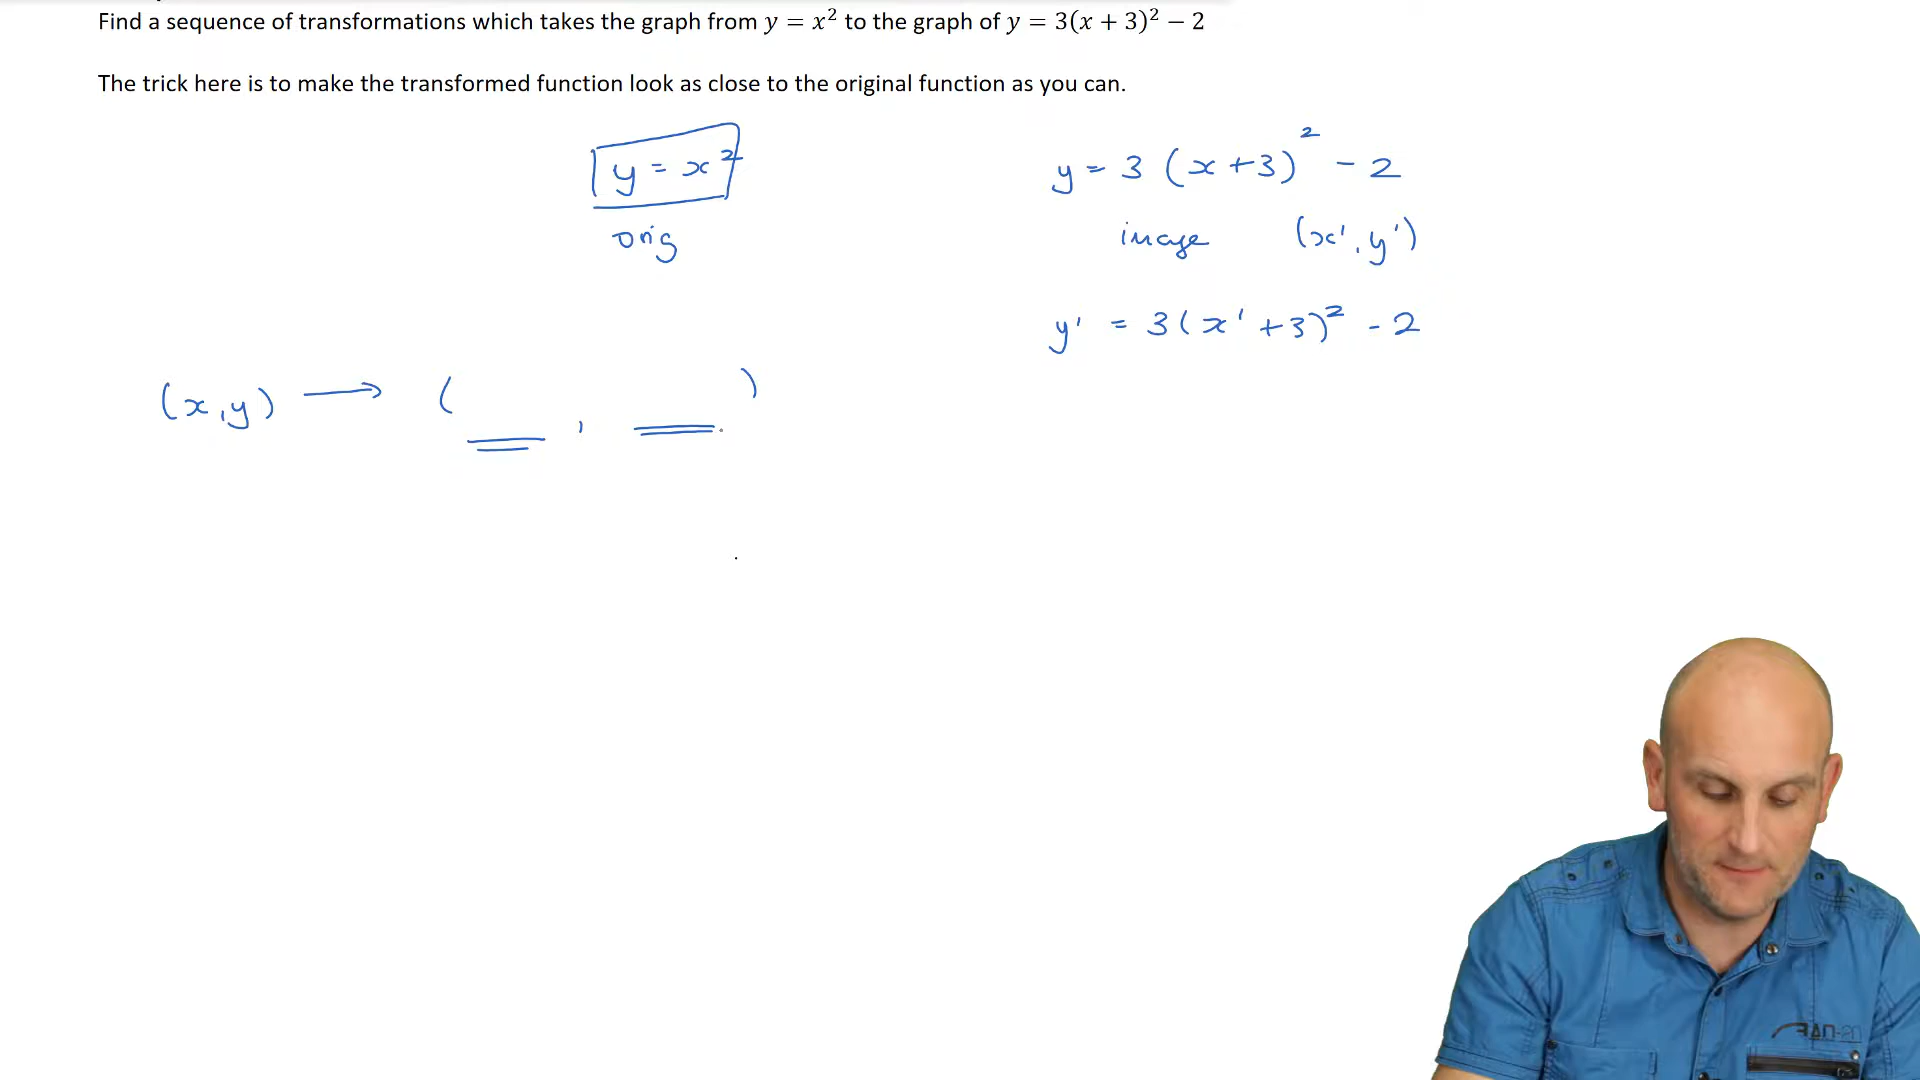 Find a sequence of transformations which takes the graph from y = x² to the graph of y = 3(x + 3)² − 2
The trick here is to make the transformed function look as close to the original function as you can.
y = x²
orig
y = 3 (x+3)² - 2
image (x', y')
y' = 3(x' +3)² - 2
(x,y) → ( , )